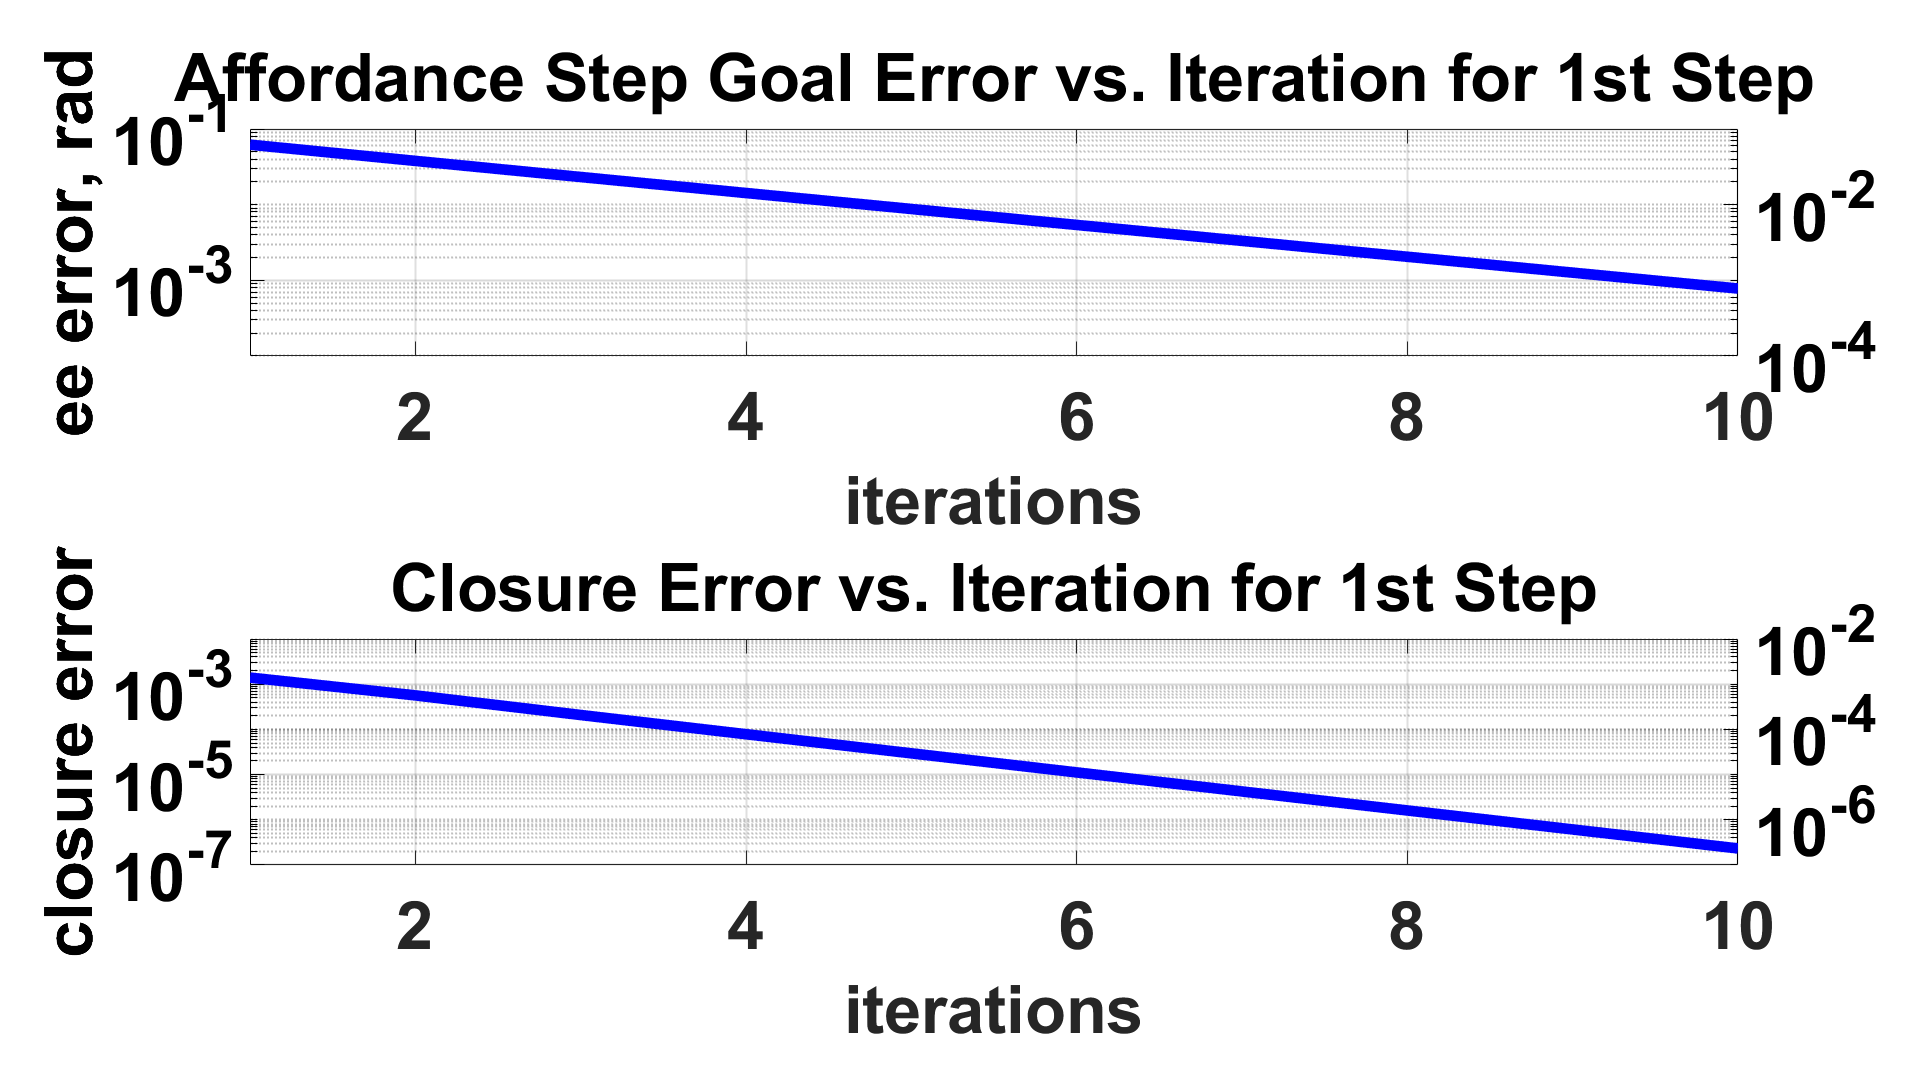 Affordance Step Goal Error vs. Iteration for 1st Step
ee error, rad
10^-1
10^-3
10^-2
10^-4
2 4 6 8 10
iterations
Closure Error vs. Iteration for 1st Step
closure error
10^-3
10^-5
10^-7
10^-2
10^-4
10^-6
2 4 6 8 10
iterations